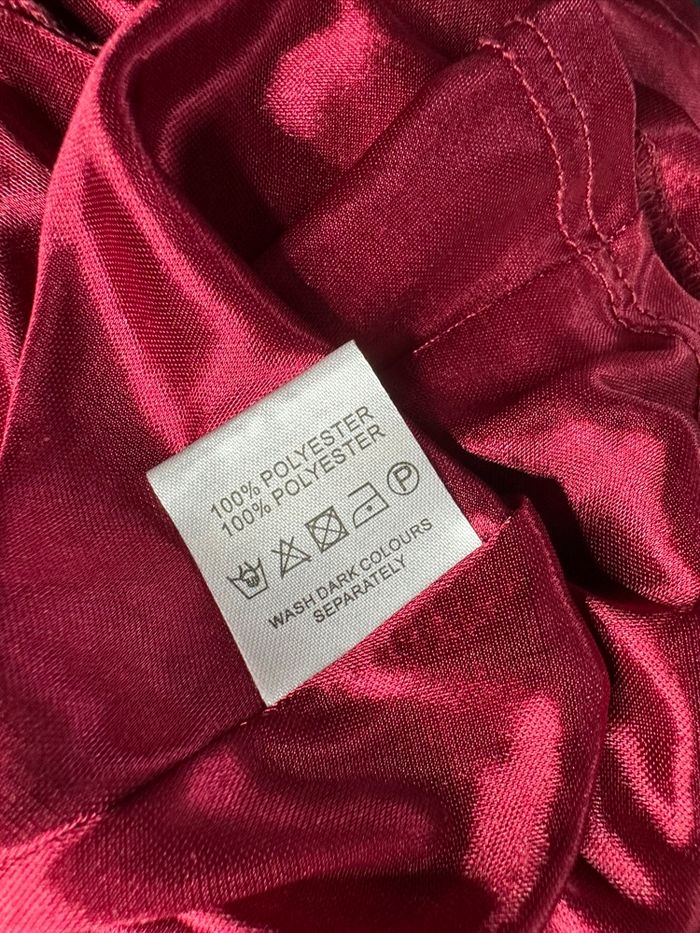 100% POLYESTER
100% POLYESTER
P
WASH DARK COLOURS
SEPARATELY